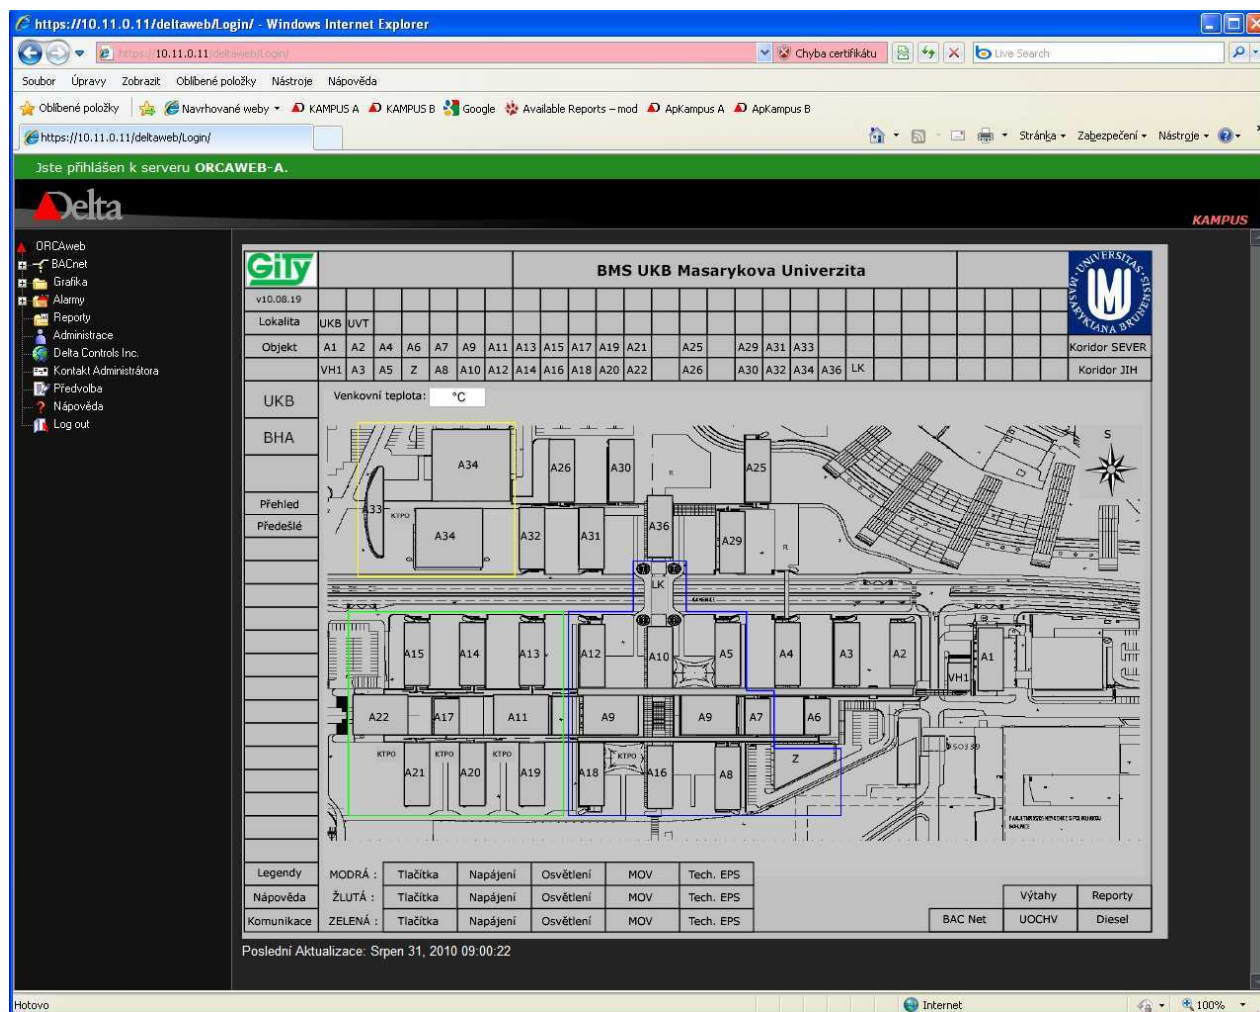 https://10.11.0.11/deltaweb/Login/ - Windows Internet Explorer
https://10.11.0.11/deltaweb/Login/ Chyba certifikátu Live Search
Soubor Úpravy Zobrazit Oblíbené položky Nástroje Nápověda
Oblíbené položky Navrhované weby KAMPUS A KAMPUS B Google Available Reports – mod ApKampus A ApKampus B
https://10.11.0.11/deltaweb/Login/ Stránka Zabezpečení Nástroje
Jste přihlášen k serveru ORCAWEB-A.
Delta
KAMPUS
ORCAweb
BACnet
Grafika
Alarmy
Reporty
Administrace
Delta Controls Inc.
Kontakt Administrátora
Předvolba
Nápověda
Log out
GiTy BMS UKB Masarykova Univerzita
UNIVERSITAS MASARYKIANA BRUNENSIS
v10.08.19
Lokalita UKB UVT
Objekt A1 A2 A4 A6 A7 A9 A11 A13 A15 A17 A19 A21 A25 A29 A31 A33 Koridor SEVER
VH1 A3 A5 Z A8 A10 A12 A14 A16 A18 A20 A22 A26 A30 A32 A34 A36 LK Koridor JIH
UKB Venkovní teplota: °C
BHA
Přehled
Předešlé
S
A34 A26 A30 A25
A33 KTPO A34 A32 A31 A36 A29
R
R
LK
KAMENICE
A15 A14 A13 A12 A10 A5 A4 A3 A2 A1
VH1
A22 A17 A11 A9 A9 A7 A6
KTPO KTPO KTPO KTPO Z SO339
A21 A20 A19 A18 A16 A8
Legendy MODRÁ : Tlačítka Napájení Osvětlení MOV Tech. EPS
Nápověda ŽLUTÁ : Tlačítka Napájení Osvětlení MOV Tech. EPS Výtahy Reporty
Komunikace ZELENÁ : Tlačítka Napájení Osvětlení MOV Tech. EPS BAC Net UOCHV Diesel
Poslední Aktualizace: Srpen 31, 2010 09:00:22
Hotovo Internet 100%